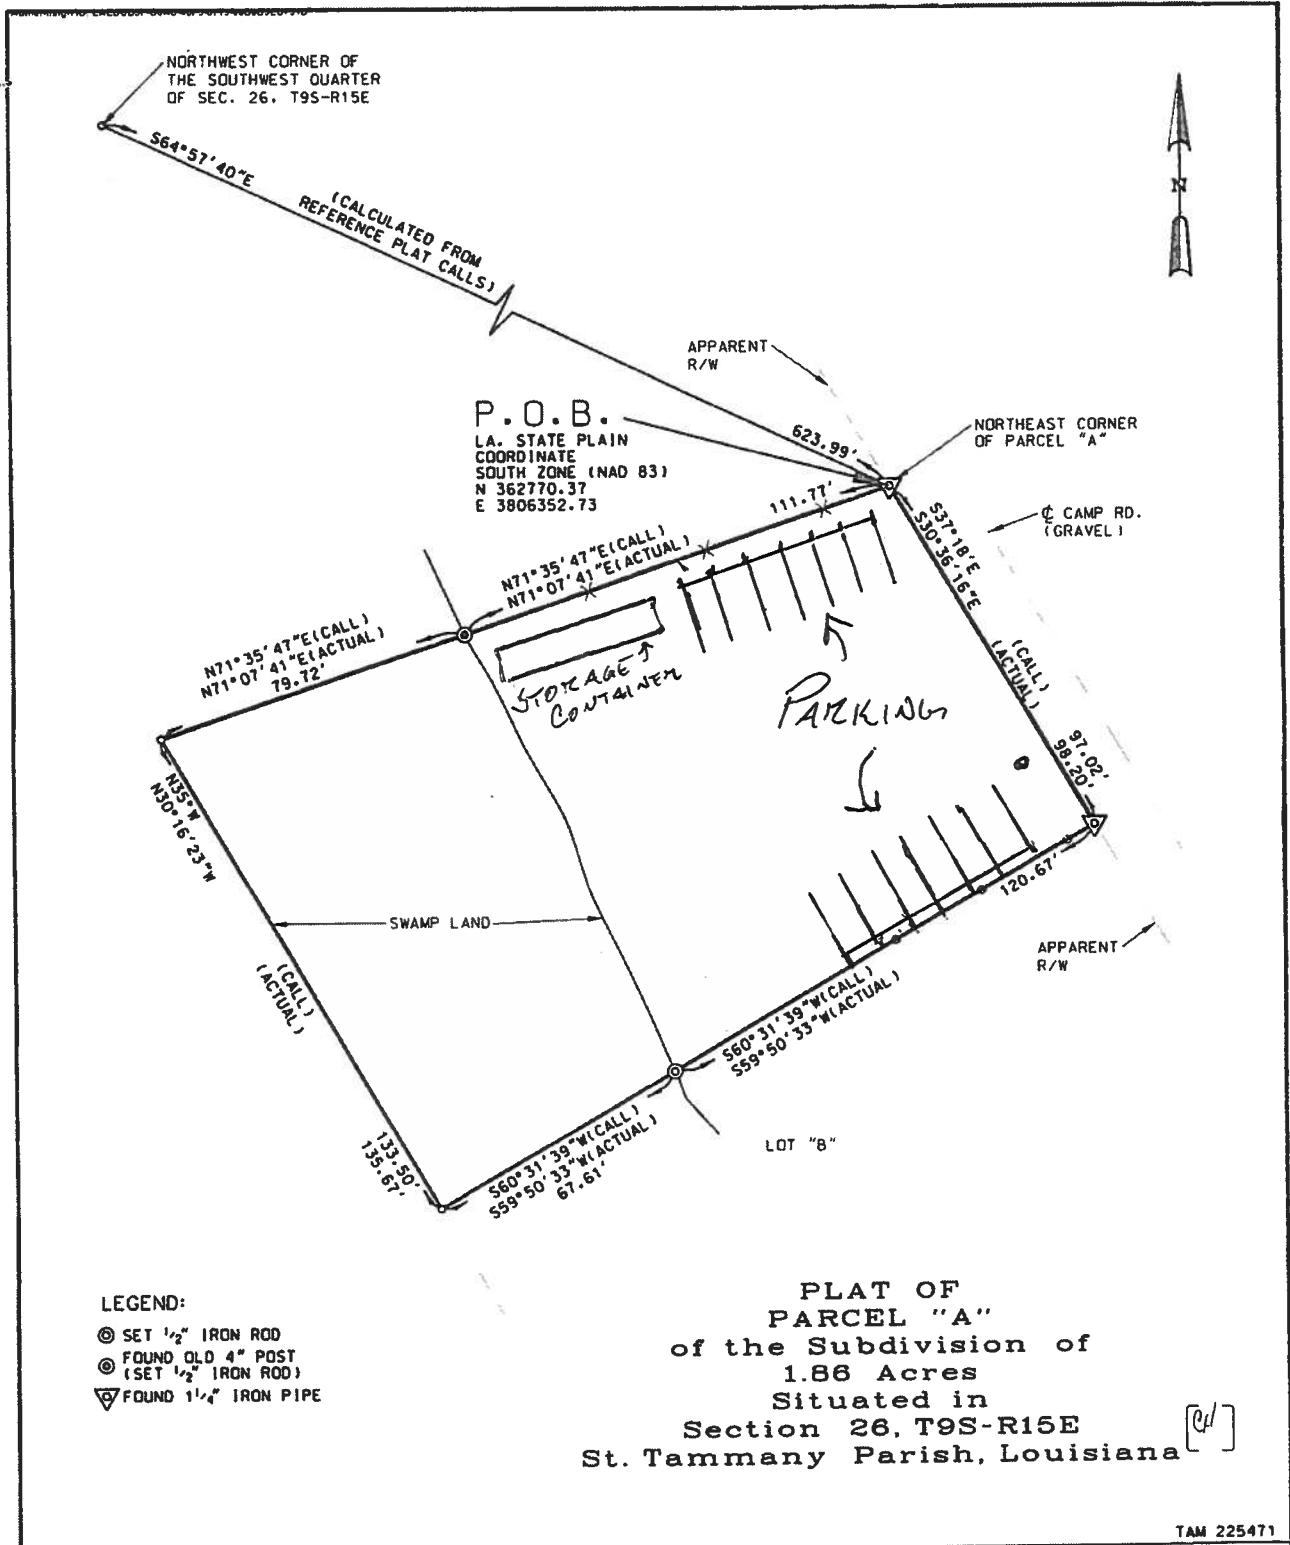 NORTHWEST CORNER OF
THE SOUTHWEST QUARTER
OF SEC. 26, T9S-R15E
S64°57'40"E
(CALCULATED FROM
REFERENCE PLAT CALLS)
N
APPARENT
R/W
P.O.B.
LA. STATE PLAIN
COORDINATE
SOUTH ZONE (NAD 83)
N 362770.37
E 3806352.73
623.99'
NORTHEAST CORNER
OF PARCEL "A"
111.77'
℄ CAMP RD.
(GRAVEL)
S37°18'E
S30°36'16"E
(CALL)
(ACTUAL)
97.02'
98.20'
N71°35'47"E(CALL)
N71°07'41"E(ACTUAL)
N71°35'47"E(CALL)
N71°07'41"E(ACTUAL)
79.72'
STORAGE
CONTAINER
PARKING
N35°W
N30°16'23"W
(CALL)
(ACTUAL)
133.50'
135.67'
SWAMP LAND
120.67'
APPARENT
R/W
S60°31'39"W(CALL)
S59°50'33"W(ACTUAL)
S60°31'39"W(CALL)
S59°50'33"W(ACTUAL)
67.61'
LOT "B"
LEGEND:
SET 1/2" IRON ROD
FOUND OLD 4" POST
(SET 1/2" IRON ROD)
FOUND 1 1/4" IRON PIPE
PLAT OF
PARCEL "A"
of the Subdivision of
1.86 Acres
Situated in
Section 26, T9S-R15E
St. Tammany Parish, Louisiana
TAM 225471